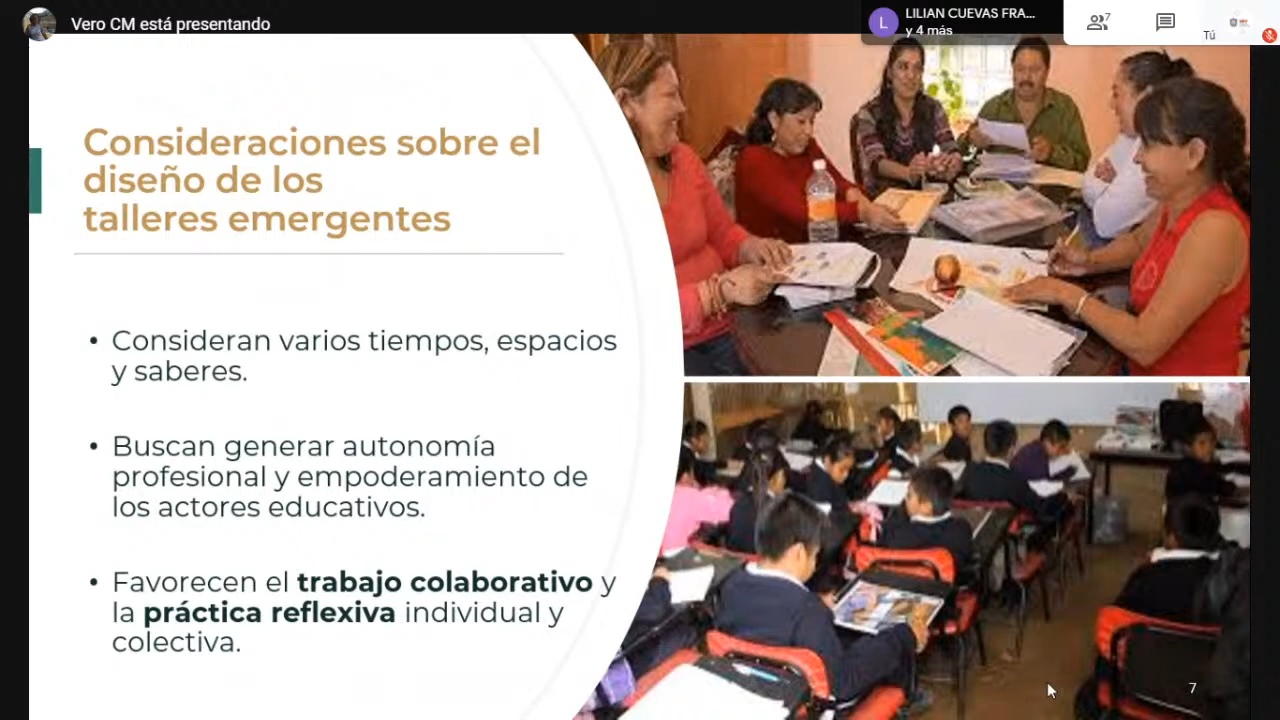 Vero CM está presentando
LILIAN CUEVAS FRA...
y 4 más
7
Tú
Consideraciones sobre el
diseño de los
talleres emergentes
• Consideran varios tiempos, espacios
y saberes.
• Buscan generar autonomía
profesional y empoderamiento de
los actores educativos.
• Favorecen el trabajo colaborativo y
la práctica reflexiva individual y
colectiva.
7